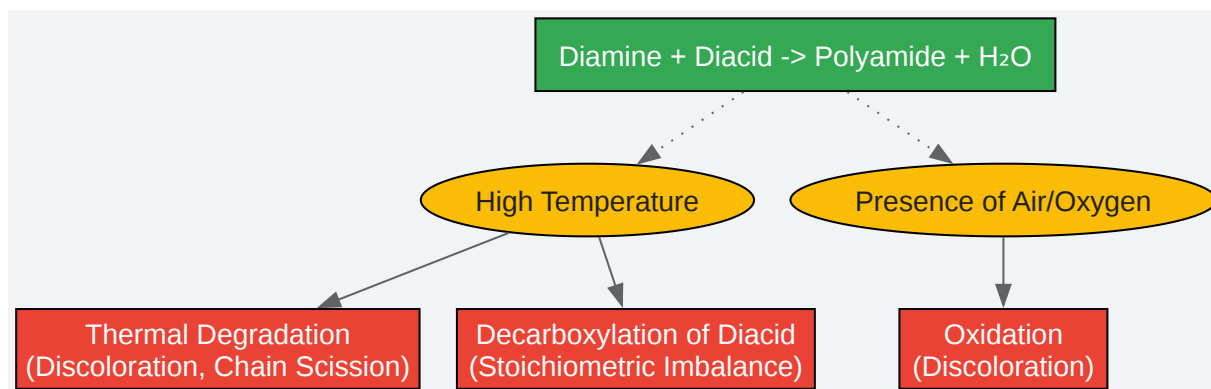 Diamine + Diacid -> Polyamide + H₂O
High Temperature
Presence of Air/Oxygen
Thermal Degradation
(Discoloration, Chain Scission)
Decarboxylation of Diacid
(Stoichiometric Imbalance)
Oxidation
(Discoloration)